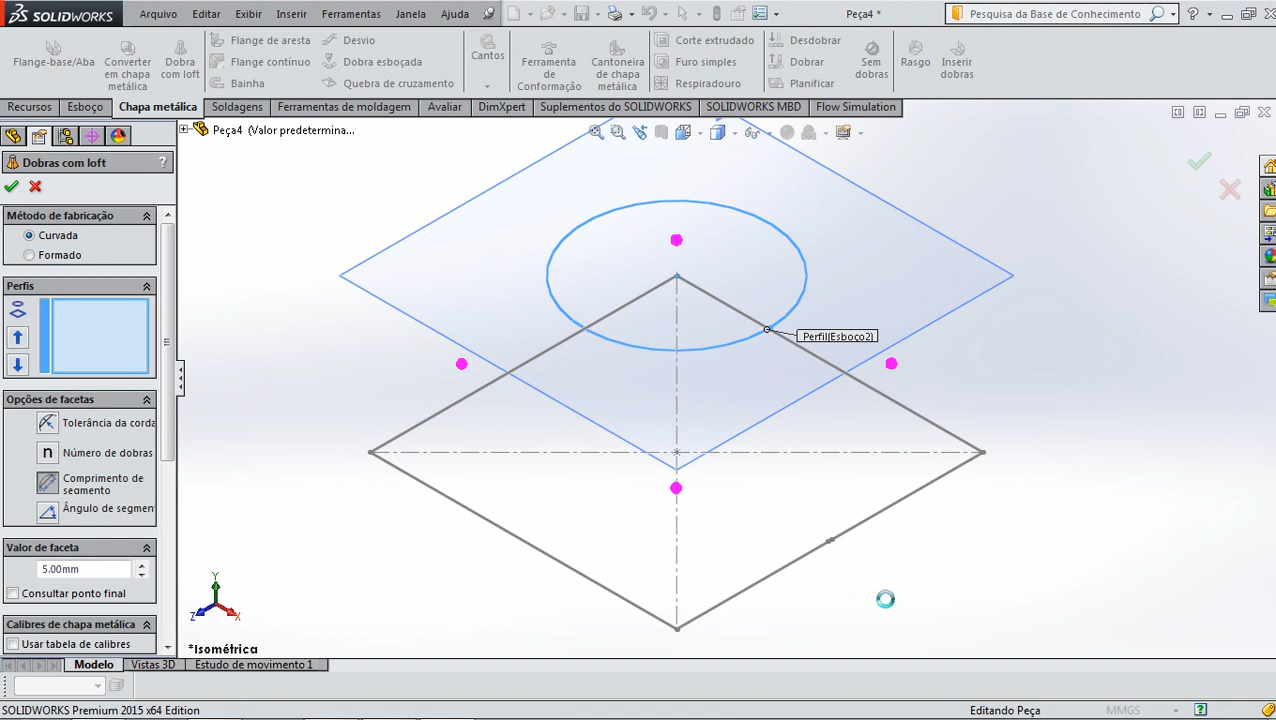 SOLIDWORKS
Arquivo Editar Exibir Inserir Ferramentas Janela Ajuda
Peça4 *
Pesquisa da Base de Conhecimento
Flange-base/Aba
Converter em chapa metálica
Dobra com loft
Flange de aresta
Flange contínuo
Bainha
Desvio
Dobra esboçada
Quebra de cruzamento
Cantos
Ferramenta de Conformação
Cantoneira de chapa metálica
Corte extrudado
Furo simples
Respiradouro
Desdobrar
Dobrar
Planificar
Sem dobras
Rasgo
Inserir dobras
Recursos Esboço Chapa metálica Soldagens Ferramentas de moldagem Avaliar DimXpert Suplementos do SOLIDWORKS SOLIDWORKS MBD Flow Simulation
Peça4 (Valor predetermina...
Dobras com loft ?
Método de fabricação
Curvada
Formado
Perfis
Perfil(Esboço2)
Opções de facetas
Tolerância da corda
n Número de dobras
Comprimento de segmento
Ângulo de segmen
Valor de faceta
5.00mm
Consultar ponto final
Calibres de chapa metálica
Usar tabela de calibres
Y
Z
X
*Isométrica
Modelo Vistas 3D Estudo de movimento 1
SOLIDWORKS Premium 2015 x64 Edition
Editando Peça
MMGS
?